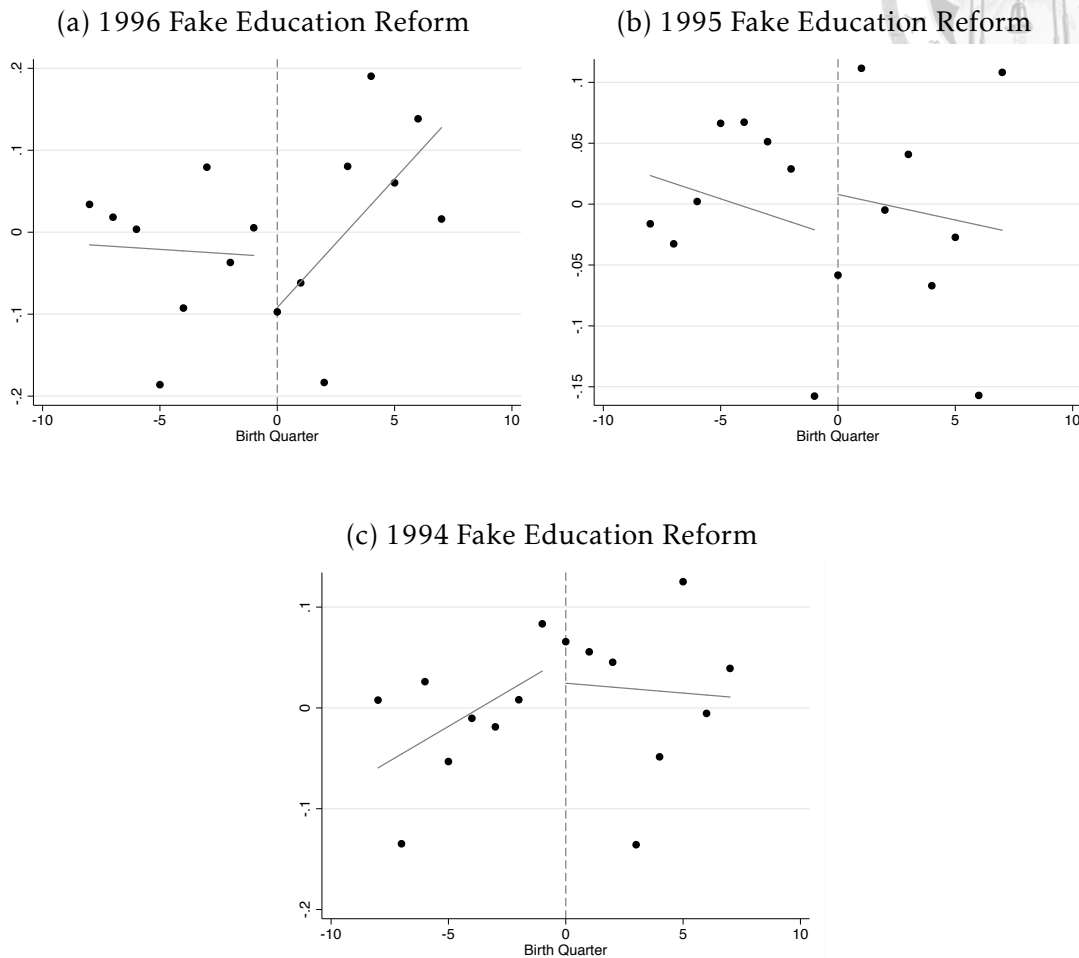 (a) 1996 Fake Education Reform
.2
.1
0
-.1
-.2
-10 -5 0 5 10
Birth Quarter
(b) 1995 Fake Education Reform
.1
.05
0
-.05
-.1
-.15
-10 -5 0 5 10
Birth Quarter
(c) 1994 Fake Education Reform
.1
0
-.1
-.2
-10 -5 0 5 10
Birth Quarter